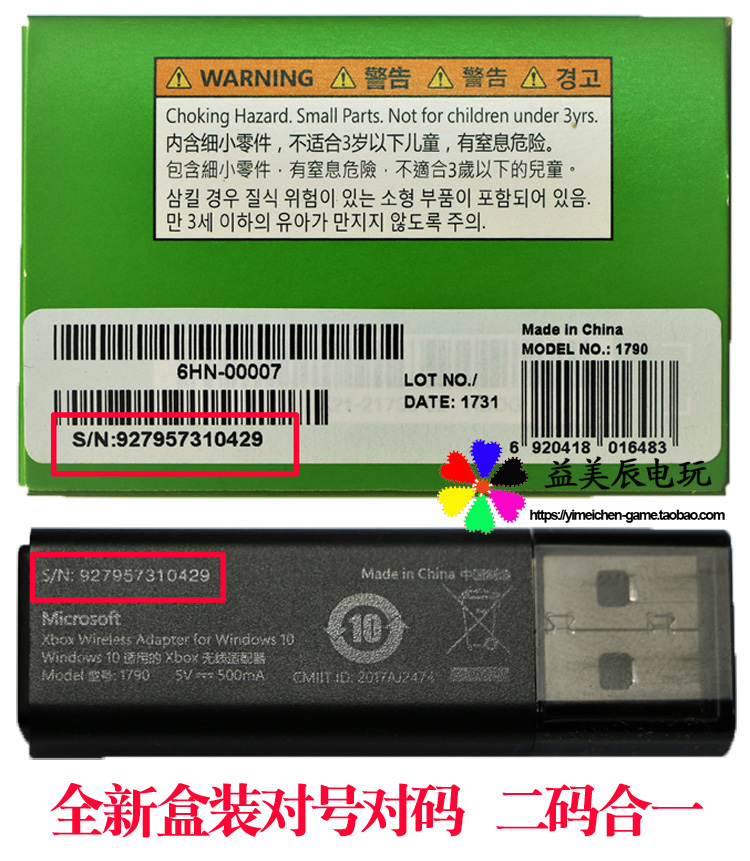 WARNING 警告 警告 경고
Choking Hazard. Small Parts. Not for children under 3yrs.
内含细小零件，不适合3岁以下儿童，有窒息危险。
包含細小零件，有窒息危險，不適合3歲以下的兒童。
삼킬 경우 질식 위험이 있는 소형 부품이 포함되어 있음.
만 3세 이하의 유아가 만지지 않도록 주의.
6HN-00007
S/N:927957310429
LOT NO./
DATE: 1731
Made in China
MODEL NO.: 1790
6 920418 016483
益美辰电玩
https://yimeichen-game.taobao.com
S/N: 927957310429
Made in China 中国制造
Microsoft
Xbox Wireless Adapter for Windows 10
Windows 10 适用的 Xbox 无线适配器
Model 型号: 1790 5V 500mA
10
CMIIT ID: 2017AJ2474
全新盒装对号对码 二码合一